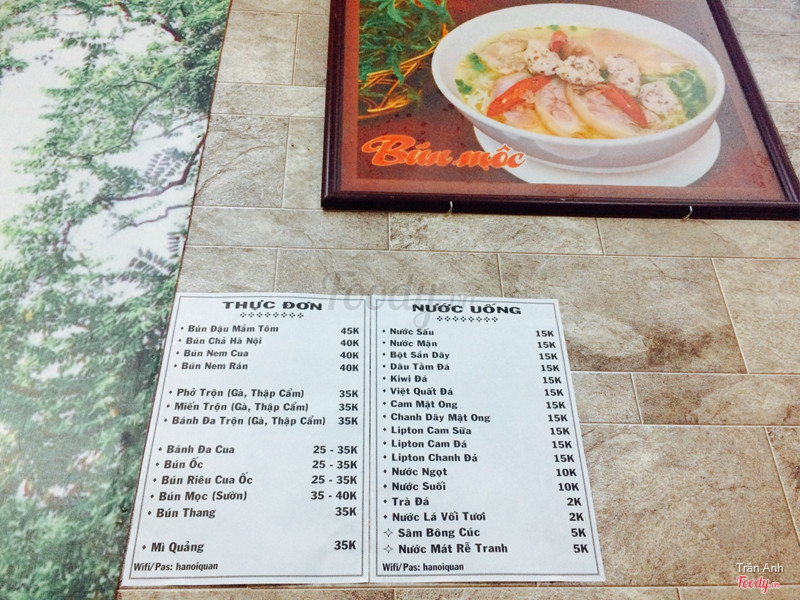 Bún mộc
Foody.vn
THỰC ĐƠN
• Bún Đậu Mắm Tôm 45K
• Bún Chả Hà Nội 40K
• Bún Nem Cua 40K
• Bún Nem Rán 40K
• Phở Trộn (Gà, Thập Cẩm) 35K
• Miến Trộn (Gà, Thập Cẩm) 35K
• Bánh Đa Trộn (Gà, Thập Cẩm) 35K
• Bánh Đa Cua 25 - 35K
• Bún Ốc 25 - 35K
• Bún Riêu Cua Ốc 25 - 35K
• Bún Mọc (Sườn) 35 - 40K
• Bún Thang 35K
• Mì Quảng 35K
Wifi/Pas: hanoiquan
NƯỚC UỐNG
• Nước Sấu 15K
• Nước Mận 15K
• Bột Sắn Dây 15K
• Dâu Tằm Đá 15K
• Kiwi Đá 15K
• Việt Quất Đá 15K
• Cam Mật Ong 15K
• Chanh Dây Mật Ong 15K
• Lipton Cam Sữa 15K
• Lipton Cam Đá 15K
• Lipton Chanh Đá 15K
• Nước Ngọt 10K
• Nước Suối 10K
• Trà Đá 2K
• Nước Lá Vối Tươi 2K
✧ Sâm Bông Cúc 5K
✧ Nước Mát Rễ Tranh 5K
Wifi/Pas: hanoiquan
Trân Anh
Foody.vn